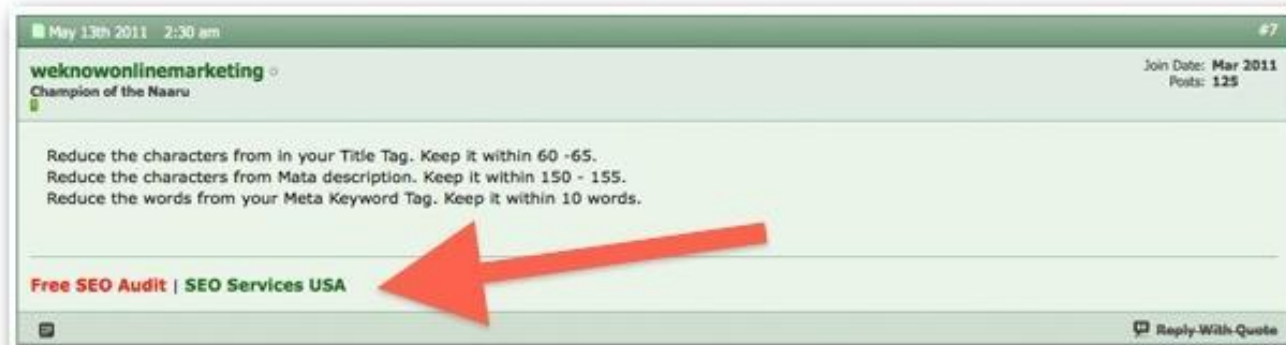 May 13th 2011 2:30 am
#7
weknowonlinemarketing
Join Date: Mar 2011
Champion of the Naaru
Posts: 125
Reduce the characters from in your Title Tag. Keep it within 60 -65.
Reduce the characters from Mata description. Keep it within 150 - 155.
Reduce the words from your Meta Keyword Tag. Keep it within 10 words.
Free SEO Audit | SEO Services USA
Reply With Quote